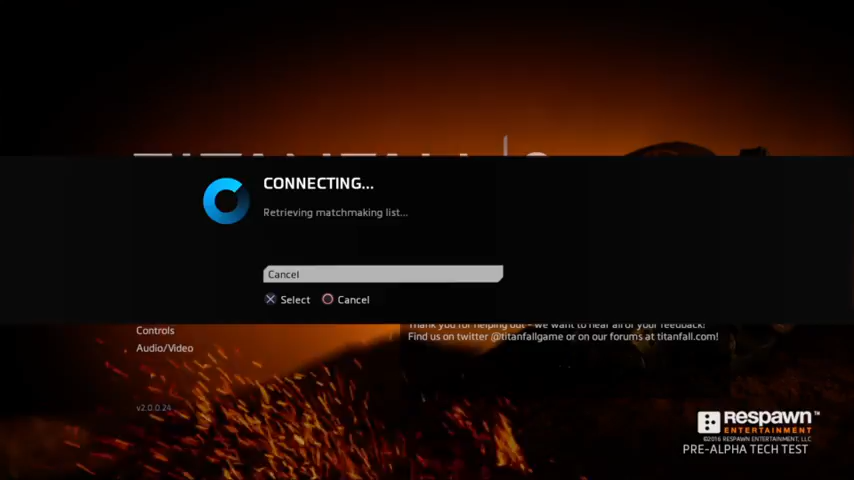 CONNECTING...
Retrieving matchmaking list...
Cancel
Select Cancel
Controls
Audio/Video
Thank you for helping out - we want to hear all of your feedback!
Find us on twitter @titanfallgame or on our forums at titanfall.com!
v2.0.0.24
Respawn™
ENTERTAINMENT
©2016 RESPAWN ENTERTAINMENT, LLC
PRE-ALPHA TECH TEST